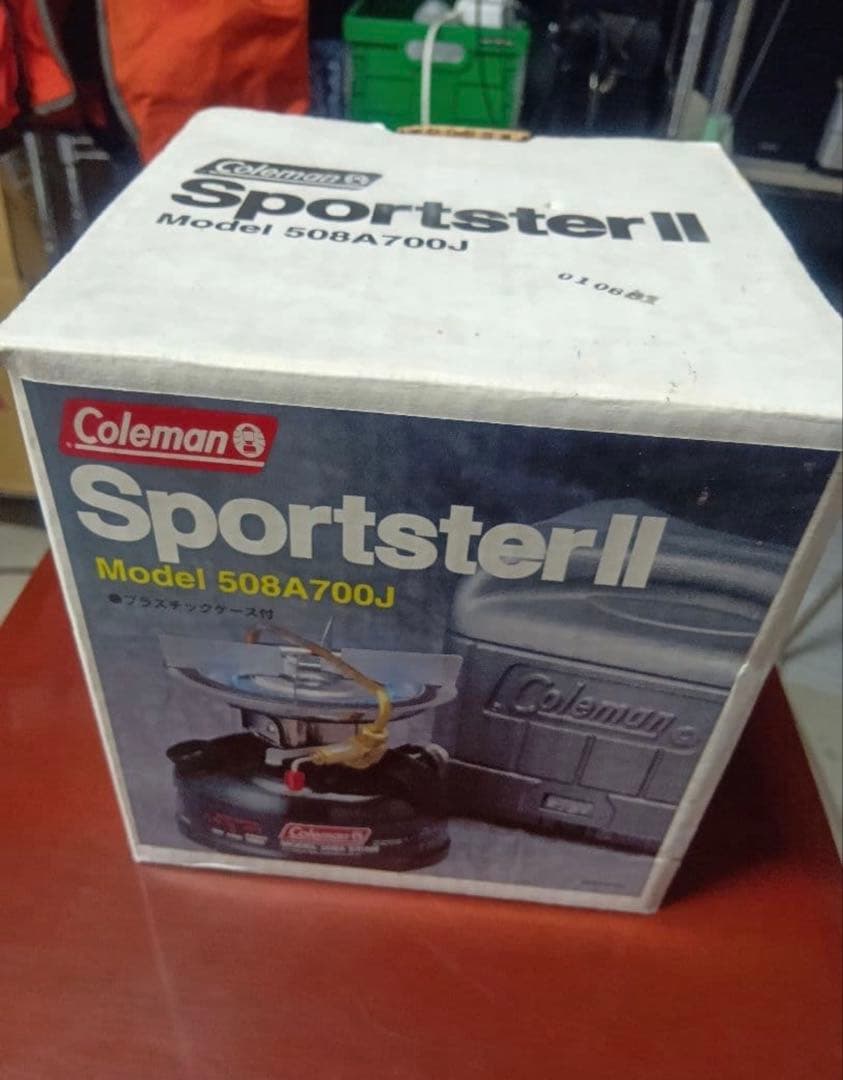 Coleman
Sportster II
Model 508A700J
Coleman
Sportster II
Model 508A700J
●プラスチックケース付
Coleman
Coleman